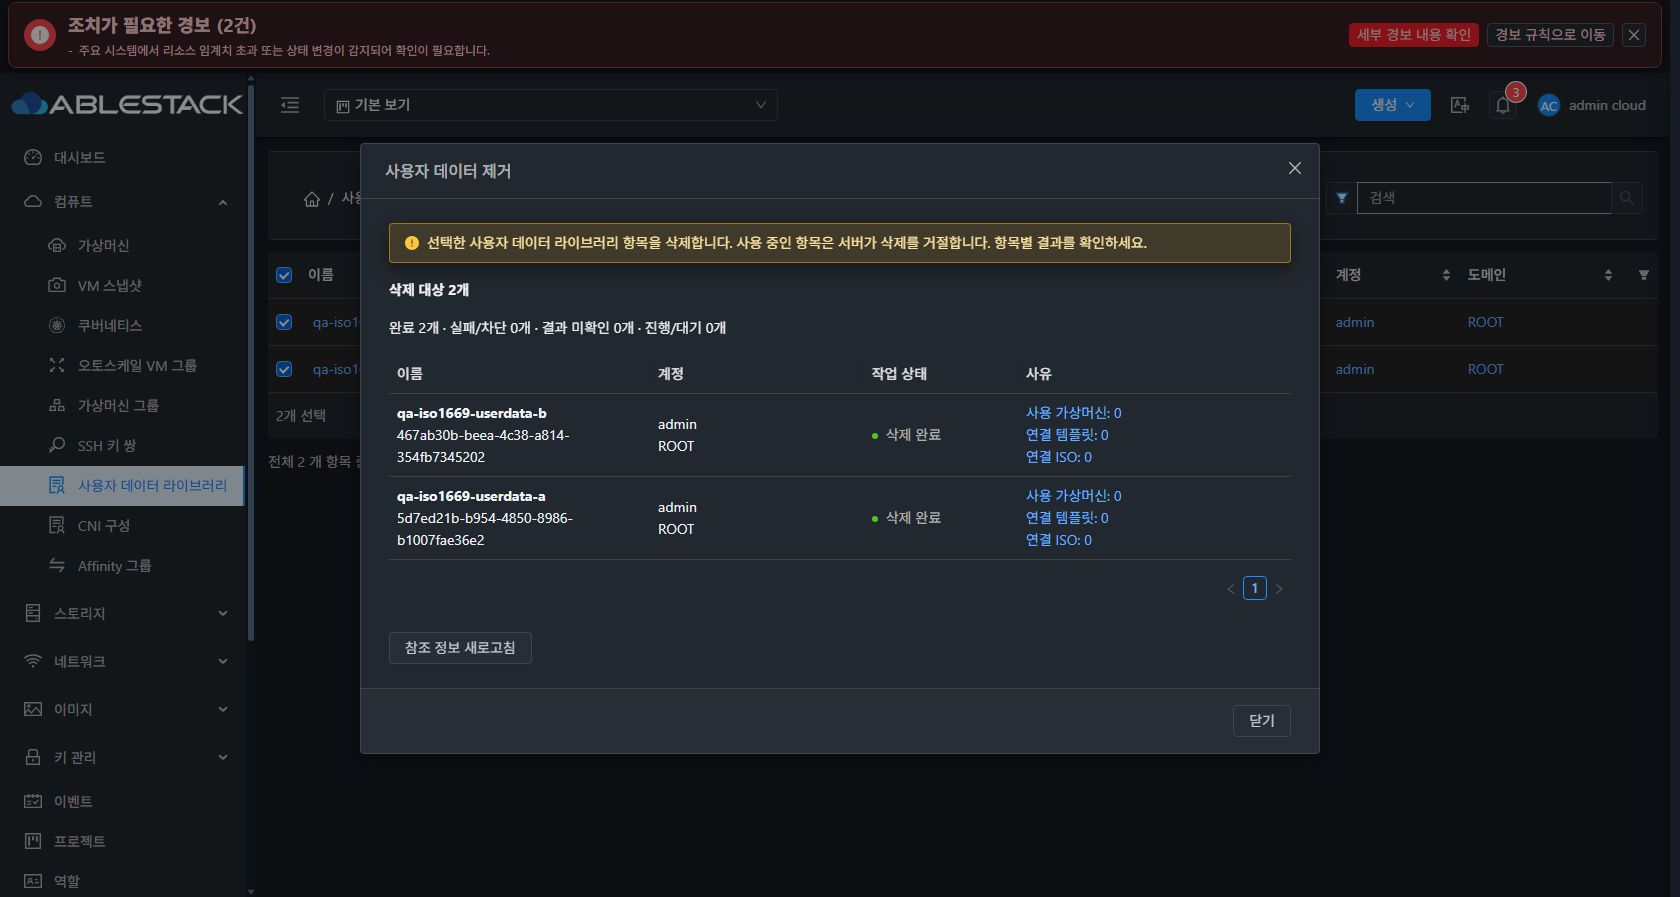 조치가 필요한 경보 (2건)
- 주요 시스템에서 리소스 임계치 초과 또는 상태 변경이 감지되어 확인이 필요합니다.
세부 경보 내용 확인
경보 규칙으로 이동
ABLESTACK
기본 보기
생성
3
AC
admin cloud
대시보드
컴퓨트
가상머신
VM 스냅샷
쿠버네티스
오토스케일 VM 그룹
가상머신 그룹
SSH 키 쌍
사용자 데이터 라이브러리
CNI 구성
Affinity 그룹
스토리지
네트워크
이미지
키 관리
이벤트
프로젝트
역할
/ 사용
검색
이름
계정
도메인
qa-iso1
admin
ROOT
qa-iso1
admin
ROOT
2개 선택
전체 2 개 항목
사용자 데이터 제거
선택한 사용자 데이터 라이브러리 항목을 삭제합니다. 사용 중인 항목은 서버가 삭제를 거절합니다. 항목별 결과를 확인하세요.
삭제 대상 2개
완료 2개 · 실패/차단 0개 · 결과 미확인 0개 · 진행/대기 0개
이름
계정
작업 상태
사유
qa-iso1669-userdata-b
467ab30b-beea-4c38-a814-
354fb7345202
admin
ROOT
삭제 완료
사용 가상머신: 0
연결 템플릿: 0
연결 ISO: 0
qa-iso1669-userdata-a
5d7ed21b-b954-4850-8986-
b1007fae36e2
admin
ROOT
삭제 완료
사용 가상머신: 0
연결 템플릿: 0
연결 ISO: 0
1
참조 정보 새로고침
닫기